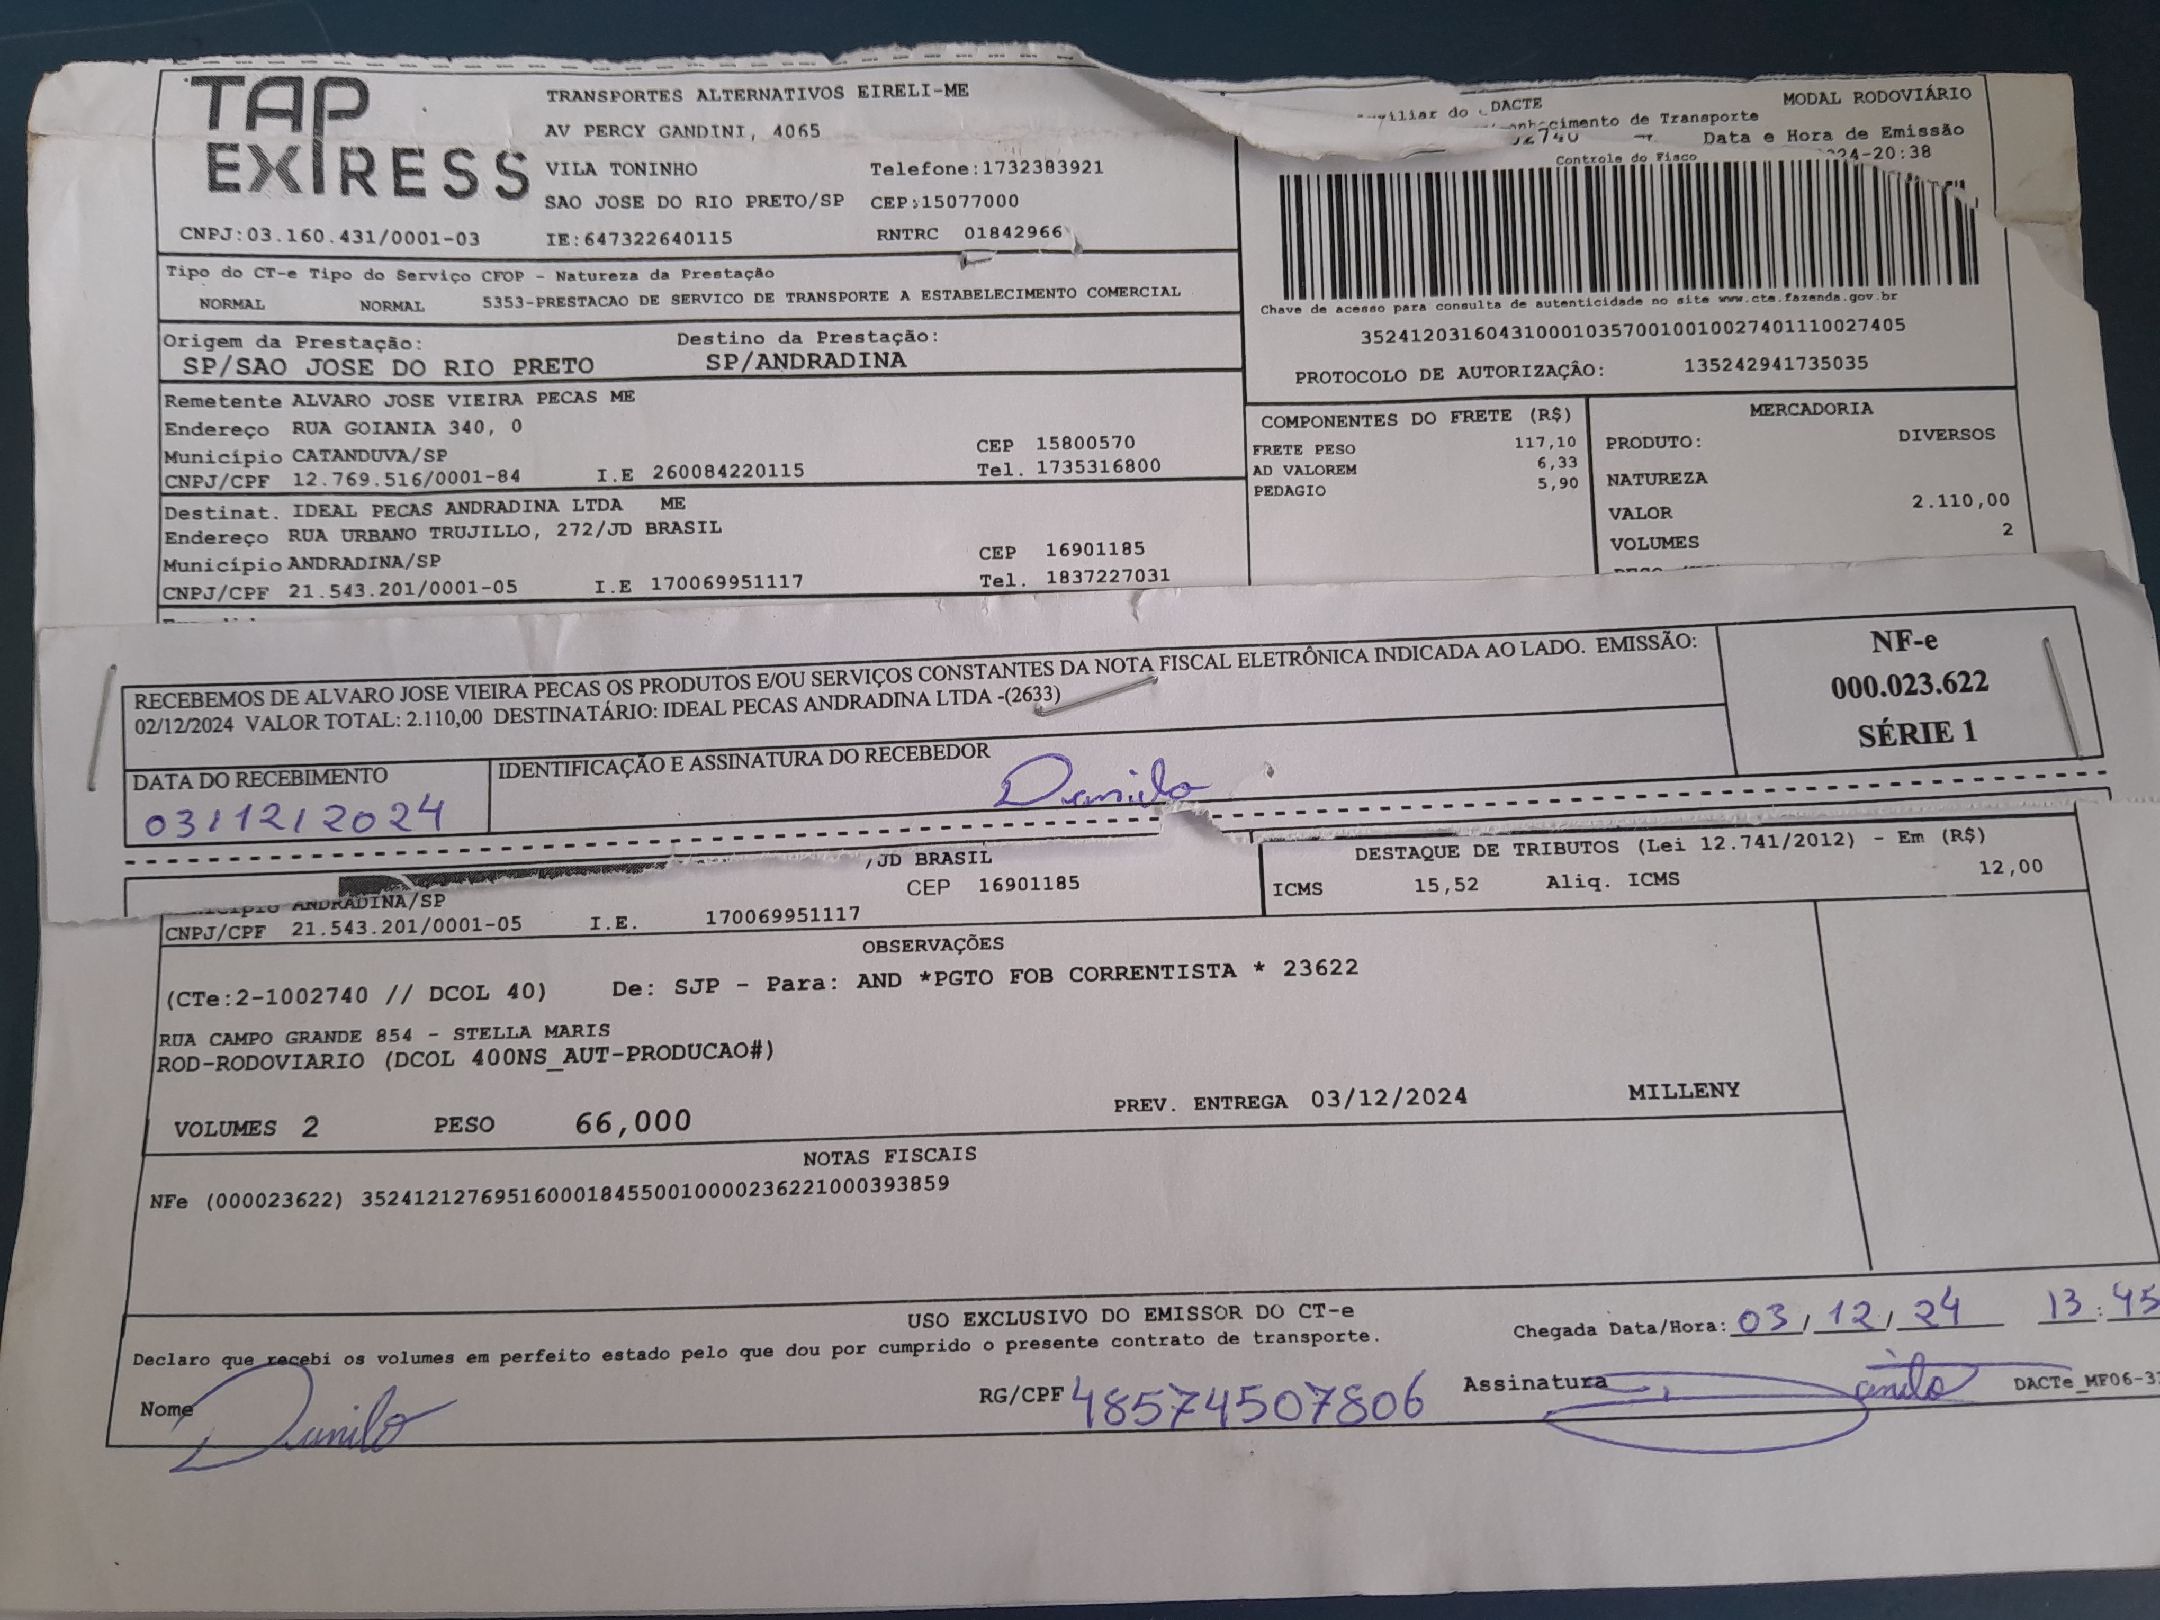 TAP EXPRESS
TRANSPORTES ALTERNATIVOS EIRELI-ME
AV PERCY GANDINI, 4065
VILA TONINHO Telefone:1732383921
SAO JOSE DO RIO PRETO/SP CEP:15077000
CNPJ:03.160.431/0001-03 IE:647322640115 RNTRC 01842966
DACTE MODAL RODOVIÁRIO
do Conhecimento de Transporte
Data e Hora de Emissão
-20:38
Controle do Fisco
Chave de acesso para consulta de autenticidade no site www.cte.fazenda.gov.br
35241203160431000103570010010027401110027405
PROTOCOLO DE AUTORIZAÇÃO: 135242941735035
Tipo do CT-e Tipo do Serviço CFOP - Natureza da Prestação
NORMAL NORMAL 5353-PRESTACAO DE SERVICO DE TRANSPORTE A ESTABELECIMENTO COMERCIAL
Origem da Prestação: Destino da Prestação:
SP/SAO JOSE DO RIO PRETO SP/ANDRADINA
Remetente ALVARO JOSE VIEIRA PECAS ME
Endereço RUA GOIANIA 340, 0
Município CATANDUVA/SP CEP 15800570
CNPJ/CPF 12.769.516/0001-84 I.E 260084220115 Tel. 1735316800
Destinat. IDEAL PECAS ANDRADINA LTDA ME
Endereço RUA URBANO TRUJILLO, 272/JD BRASIL
Município ANDRADINA/SP CEP 16901185
CNPJ/CPF 21.543.201/0001-05 I.E 170069951117 Tel. 1837227031
COMPONENTES DO FRETE (R$)
FRETE PESO 117,10
AD VALOREM 6,33
PEDAGIO 5,90
MERCADORIA
PRODUTO: DIVERSOS
NATUREZA
VALOR 2.110,00
VOLUMES 2
RECEBEMOS DE ALVARO JOSE VIEIRA PECAS OS PRODUTOS E/OU SERVIÇOS CONSTANTES DA NOTA FISCAL ELETRÔNICA INDICADA AO LADO. EMISSÃO:
02/12/2024 VALOR TOTAL: 2.110,00 DESTINATÁRIO: IDEAL PECAS ANDRADINA LTDA -(2633)
NF-e
000.023.622
SÉRIE 1
DATA DO RECEBIMENTO IDENTIFICAÇÃO E ASSINATURA DO RECEBEDOR
03/12/2024 Danilo
/JD BRASIL
CEP 16901185
ANDRADINA/SP
CNPJ/CPF 21.543.201/0001-05 I.E. 170069951117
DESTAQUE DE TRIBUTOS (Lei 12.741/2012) - Em (R$)
ICMS 15,52 Aliq. ICMS 12,00
OBSERVAÇÕES
(CTe:2-1002740 // DCOL 40) De: SJP - Para: AND *PGTO FOB CORRENTISTA * 23622
RUA CAMPO GRANDE 854 - STELLA MARIS
ROD-RODOVIARIO (DCOL 400NS_AUT-PRODUCAO#)
VOLUMES 2 PESO 66,000 PREV. ENTREGA 03/12/2024 MILLENY
NOTAS FISCAIS
NFe (000023622) 35241212769516000184550010000236221000393859
USO EXCLUSIVO DO EMISSOR DO CT-e
Declaro que recebi os volumes em perfeito estado pelo que dou por cumprido o presente contrato de transporte.
Chegada Data/Hora: 03/12/24 13:45
Nome Danilo RG/CPF 48574507806 Assinatura Danilo